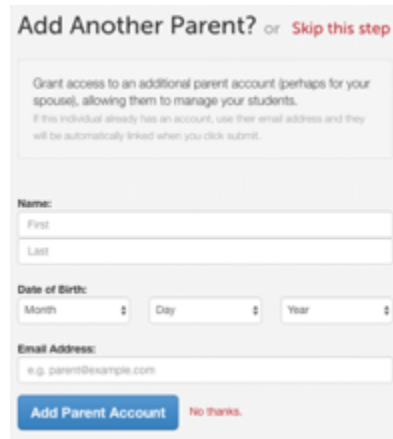 Add Another Parent? or Skip this step
Grant access to an additional parent account (perhaps for your
spouse), allowing them to manage your students.
If this individual already has an account, use their email address and they
will be automatically linked when you click submit.
Name:
First
Last
Date of Birth:
Month Day Year
Email Address:
e.g. parent@example.com
Add Parent Account No thanks.